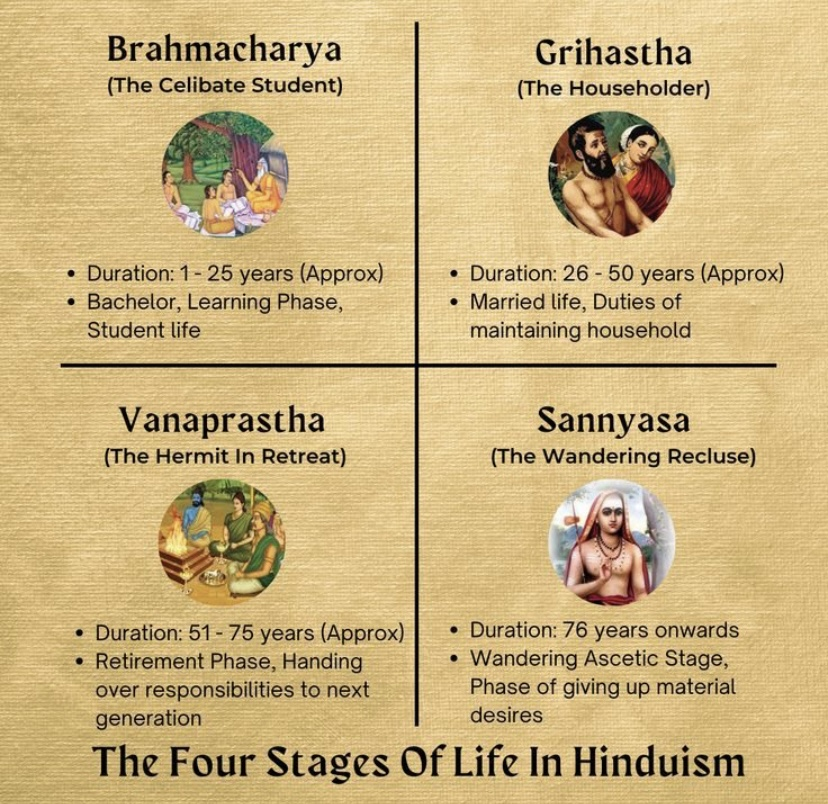 Brahmacharya
(The Celibate Student)
• Duration: 1 - 25 years (Approx)
• Bachelor, Learning Phase,
Student life
Grihastha
(The Householder)
• Duration: 26 - 50 years (Approx)
• Married life, Duties of
maintaining household
Vanaprastha
(The Hermit In Retreat)
• Duration: 51 - 75 years (Approx)
• Retirement Phase, Handing
over responsibilities to next
generation
Sannyasa
(The Wandering Recluse)
• Duration: 76 years onwards
• Wandering Ascetic Stage,
Phase of giving up material
desires
The Four Stages Of Life In Hinduism